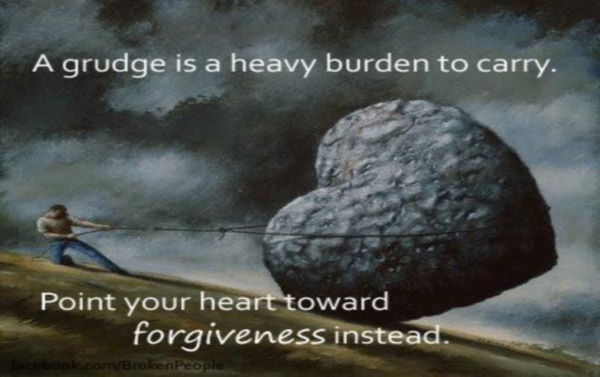 A grudge is a heavy burden to carry.
Point your heart toward
forgiveness instead.
facebook.com/BrokenPeople